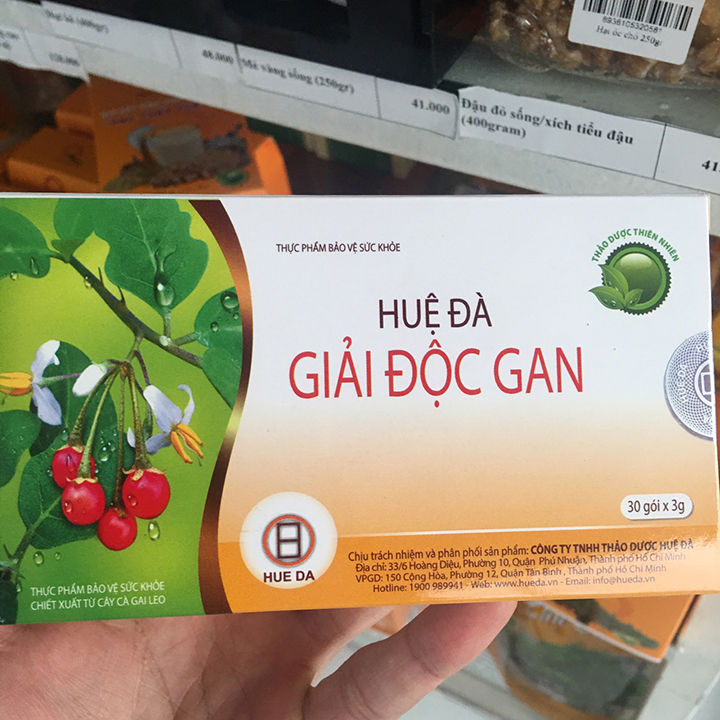 8938105320581
Hạt óc chó 250g
48.000
Mè vàng sống (250gr)
41.000
Đậu đỏ sống/xích tiểu đậu
(400gram)
THỰC PHẨM BẢO VỆ SỨC KHỎE
THẢO DƯỢC THIÊN NHIÊN
HUỆ ĐÀ
GIẢI ĐỘC GAN
30 gói x 3g
HUE DA
Chịu trách nhiệm và phân phối sản phẩm: CÔNG TY TNHH THẢO DƯỢC HUỆ ĐÀ
Địa chỉ: 33/6 Hoàng Diệu, Phường 10, Quận Phú Nhuận, Thành phố Hồ Chí Minh
VPGD: 150 Cộng Hòa, Phường 12, Quận Tân Bình , Thành phố Hồ Chí Minh
Hotline: 1900 989941 - Web: www.hueda.vn - Email: info@hueda.vn
THỰC PHẨM BẢO VỆ SỨC KHỎE
CHIẾT XUẤT TỪ CÂY CÀ GAI LEO